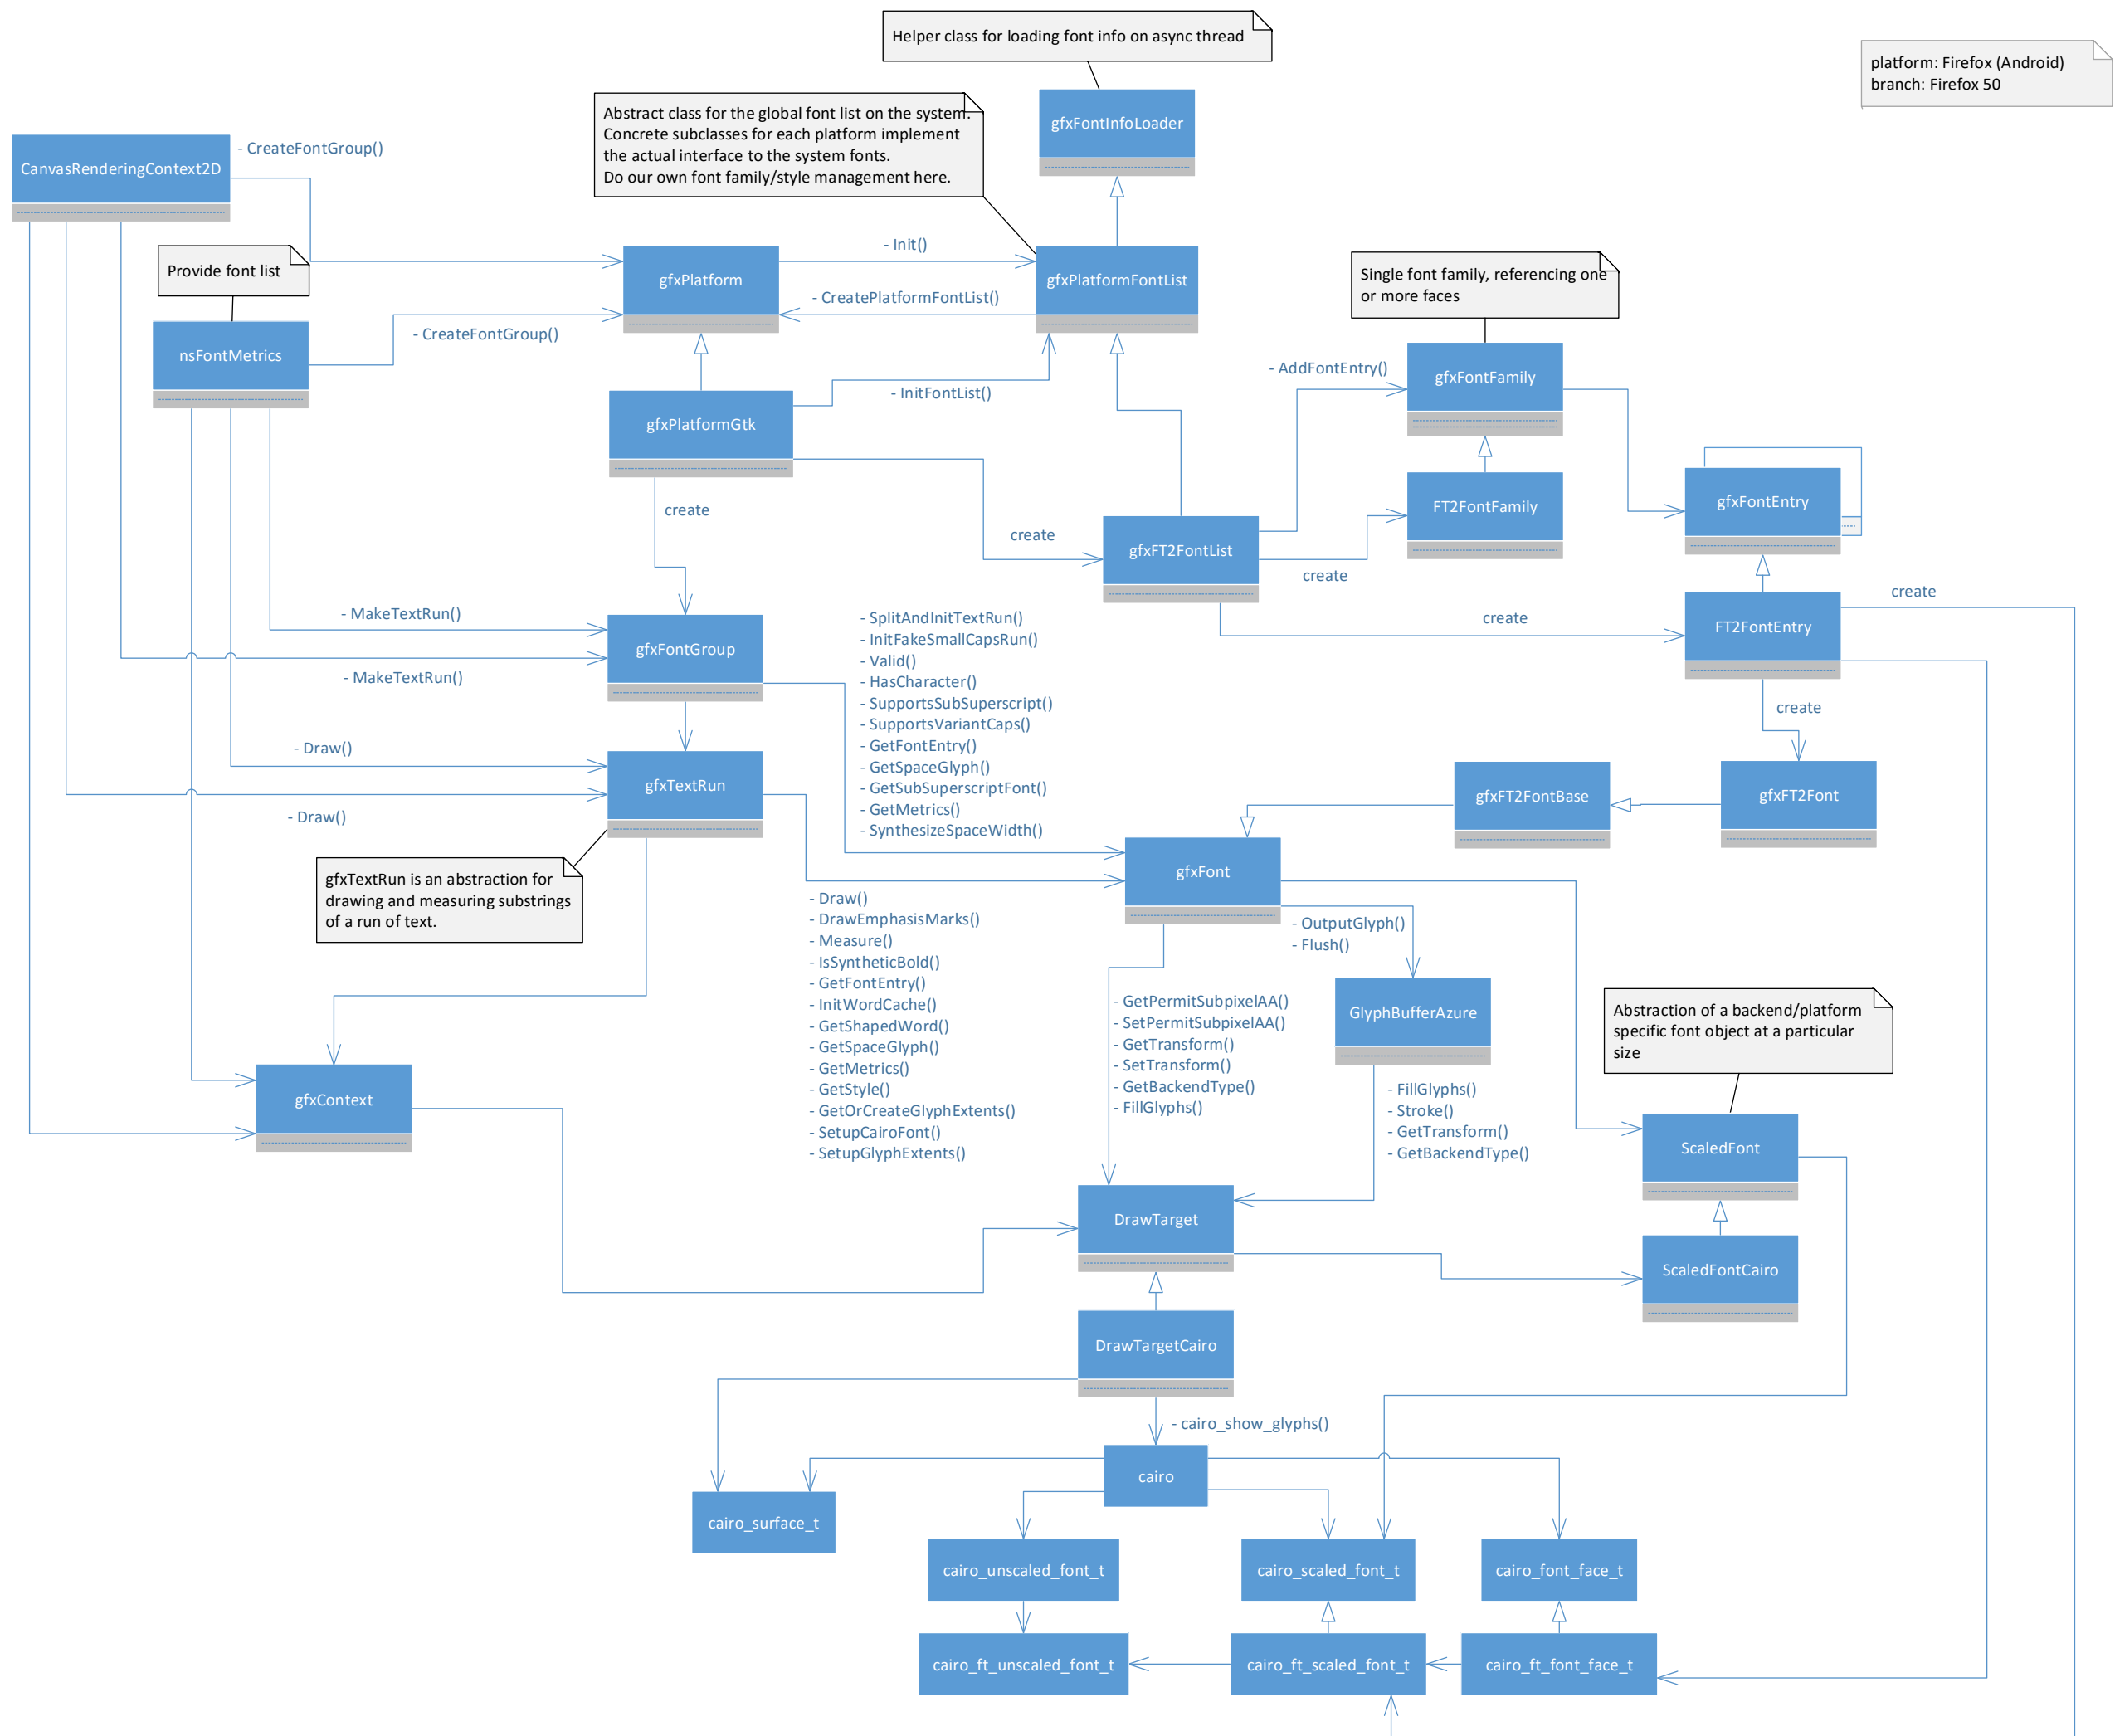 Helper class for loading font info on async thread
platform: Firefox (Android)
branch: Firefox 50
gfxFontInfoLoader
Abstract class for the global font list on the system.
Concrete subclasses for each platform implement
the actual interface to the system fonts.
Do our own font family/style management here.
CanvasRenderingContext2D
- CreateFontGroup()
Provide font list
gfxPlatform
- Init()
gfxPlatformFontList
- CreatePlatformFontList()
Single font family, referencing one
or more faces
nsFontMetrics
- CreateFontGroup()
- InitFontList()
- AddFontEntry()
gfxFontFamily
gfxPlatformGtk
create
create
gfxFT2FontList
FT2FontFamily
create
gfxFontEntry
create
create
FT2FontEntry
create
- MakeTextRun()
gfxFontGroup
- MakeTextRun()
- SplitAndInitTextRun()
- InitFakeSmallCapsRun()
- Valid()
- HasCharacter()
- SupportsSubSuperscript()
- SupportsVariantCaps()
- GetFontEntry()
- GetSpaceGlyph()
- GetSubSuperscriptFont()
- GetMetrics()
- SynthesizeSpaceWidth()
- Draw()
gfxTextRun
- Draw()
gfxFT2FontBase
gfxFT2Font
gfxTextRun is an abstraction for
drawing and measuring substrings
of a run of text.
gfxFont
- Draw()
- DrawEmphasisMarks()
- Measure()
- IsSyntheticBold()
- GetFontEntry()
- InitWordCache()
- GetShapedWord()
- GetSpaceGlyph()
- GetMetrics()
- GetStyle()
- GetOrCreateGlyphExtents()
- SetupCairoFont()
- SetupGlyphExtents()
- OutputGlyph()
- Flush()
- GetPermitSubpixelAA()
- SetPermitSubpixelAA()
- GetTransform()
- SetTransform()
- GetBackendType()
- FillGlyphs()
GlyphBufferAzure
- FillGlyphs()
- Stroke()
- GetTransform()
- GetBackendType()
Abstraction of a backend/platform
specific font object at a particular
size
gfxContext
ScaledFont
DrawTarget
ScaledFontCairo
DrawTargetCairo
- cairo_show_glyphs()
cairo
cairo_surface_t
cairo_unscaled_font_t
cairo_scaled_font_t
cairo_font_face_t
cairo_ft_unscaled_font_t
cairo_ft_scaled_font_t
cairo_ft_font_face_t